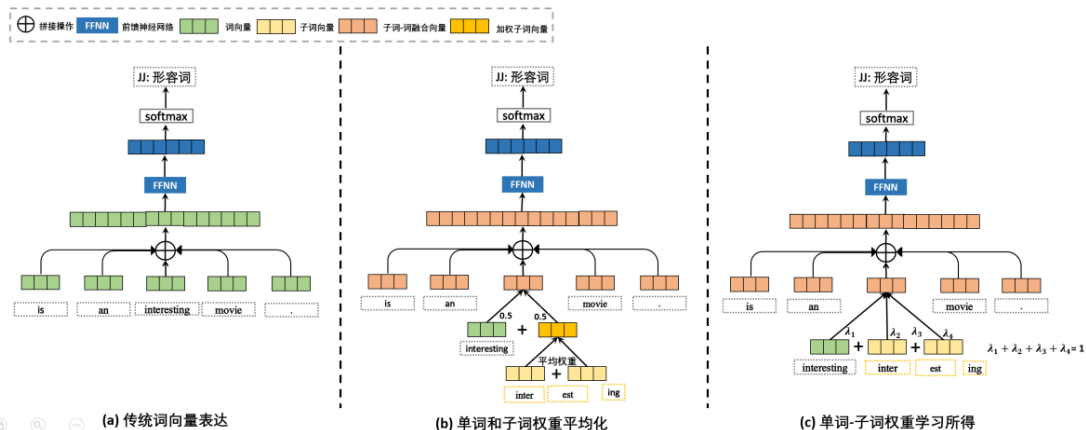 拼接操作 FFNN 前馈神经网络 词向量 子词向量 子词-词融合向量 加权子词向量
JJ: 形容词
softmax
FFNN
is an interesting movie .
(a) 传统词向量表达
JJ: 形容词
softmax
FFNN
is an movie .
0.5 0.5
+
interesting
平均权重
+
inter est ing
(b) 单词和子词权重平均化
JJ: 形容词
softmax
FFNN
is an movie .
λ1 λ2 λ3 λ4
+ +
λ1 + λ2 + λ3 + λ4 = 1
interesting inter est ing
(c) 单词-子词权重学习所得